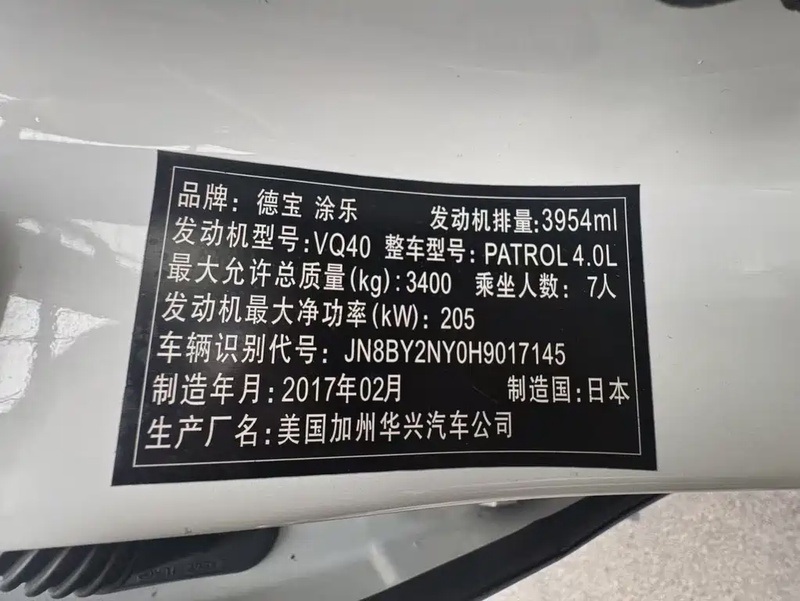 品牌：德宝 涂乐 发动机排量:3954ml
发动机型号:VQ40 整车型号:PATROL 4.0L
最大允许总质量(kg):3400 乘坐人数：7人
发动机最大净功率(kW)：205
车辆识别代号：JN8BY2NY0H9017145
制造年月:2017年02月 制造国:日本
生产厂名:美国加州华兴汽车公司